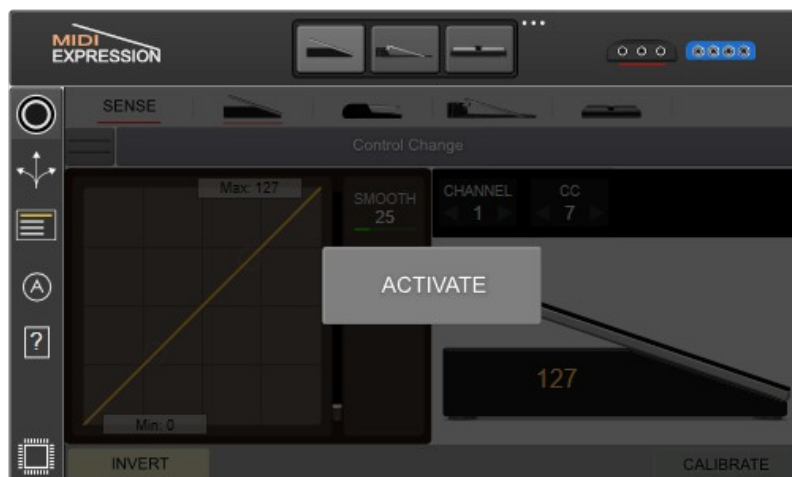 MIDI
EXPRESSION
SENSE
Control Change
Max: 127
SMOOTH
25
CHANNEL
1
CC
7
ACTIVATE
A
?
127
Min: 0
INVERT
CALIBRATE